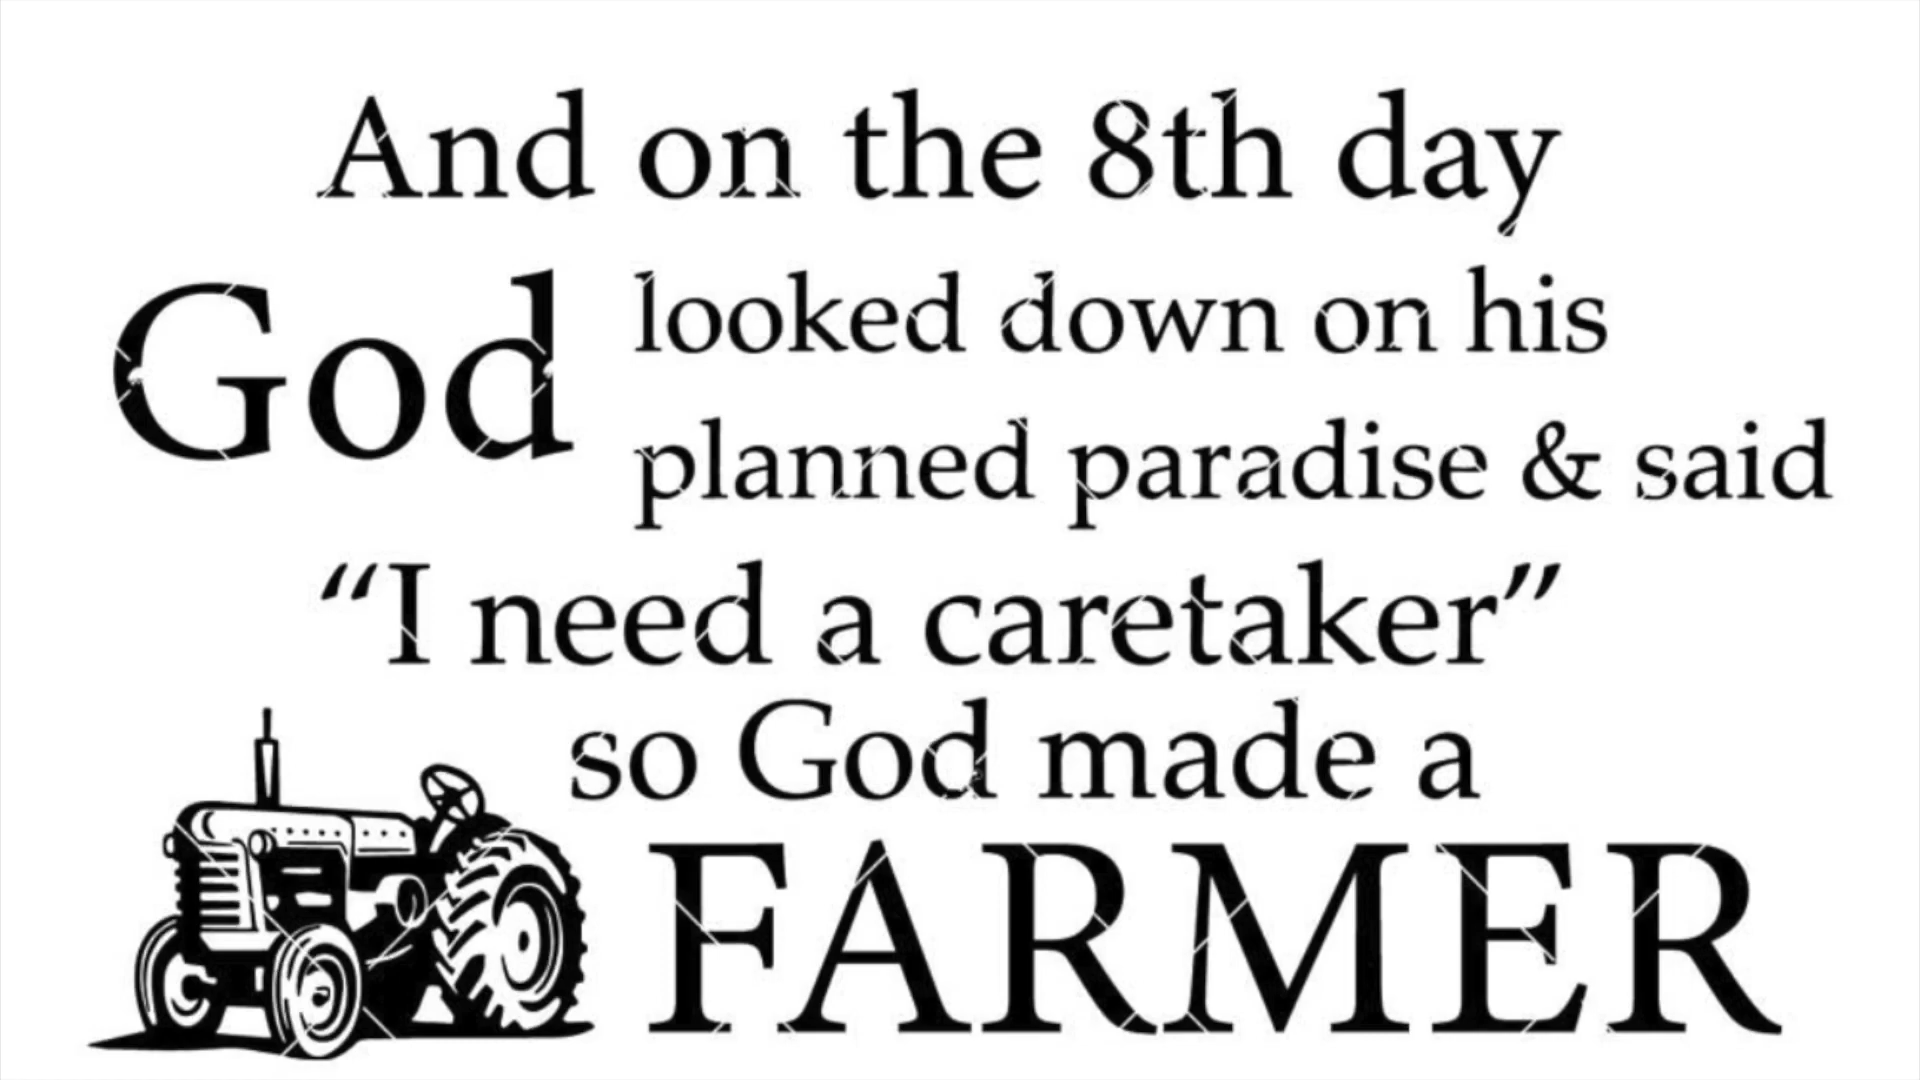 And on the 8th day
God looked down on his
planned paradise & said
“I need a caretaker”
so God made a
FARMER